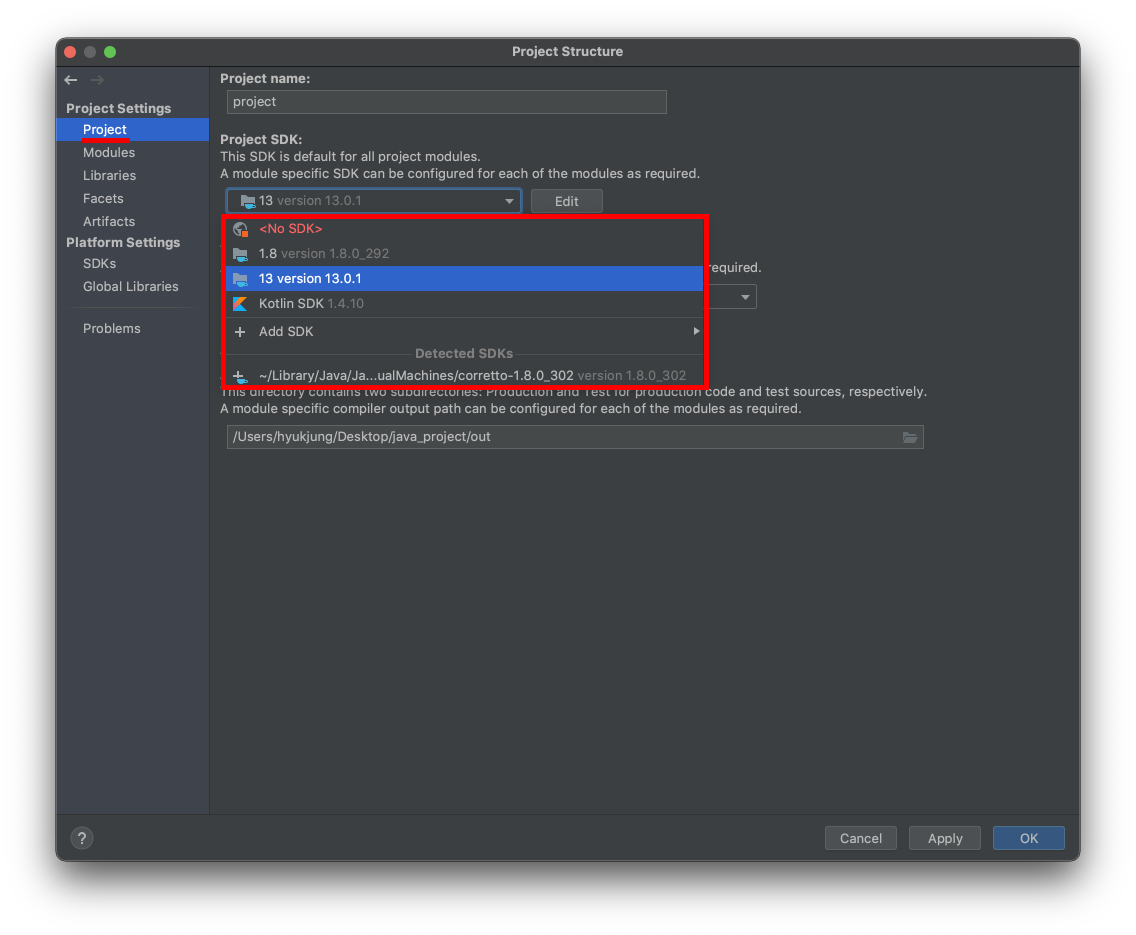 Project Structure
Project Settings
Project
Modules
Libraries
Facets
Artifacts
Platform Settings
SDKs
Global Libraries
Problems
Project name:
project
Project SDK:
This SDK is default for all project modules.
A module specific SDK can be configured for each of the modules as required.
13 version 13.0.1
Edit
<No SDK>
1.8 version 1.8.0_292
13 version 13.0.1
required.
Kotlin SDK 1.4.10
Add SDK
Detected SDKs
~/Library/Java/Ja...ualMachines/corretto-1.8.0_302 version 1.8.0_302
This directory contains two subdirectories: Production and Test for production code and test sources, respectively.
A module specific compiler output path can be configured for each of the modules as required.
/Users/hyukjung/Desktop/java_project/out
?
Cancel
Apply
OK